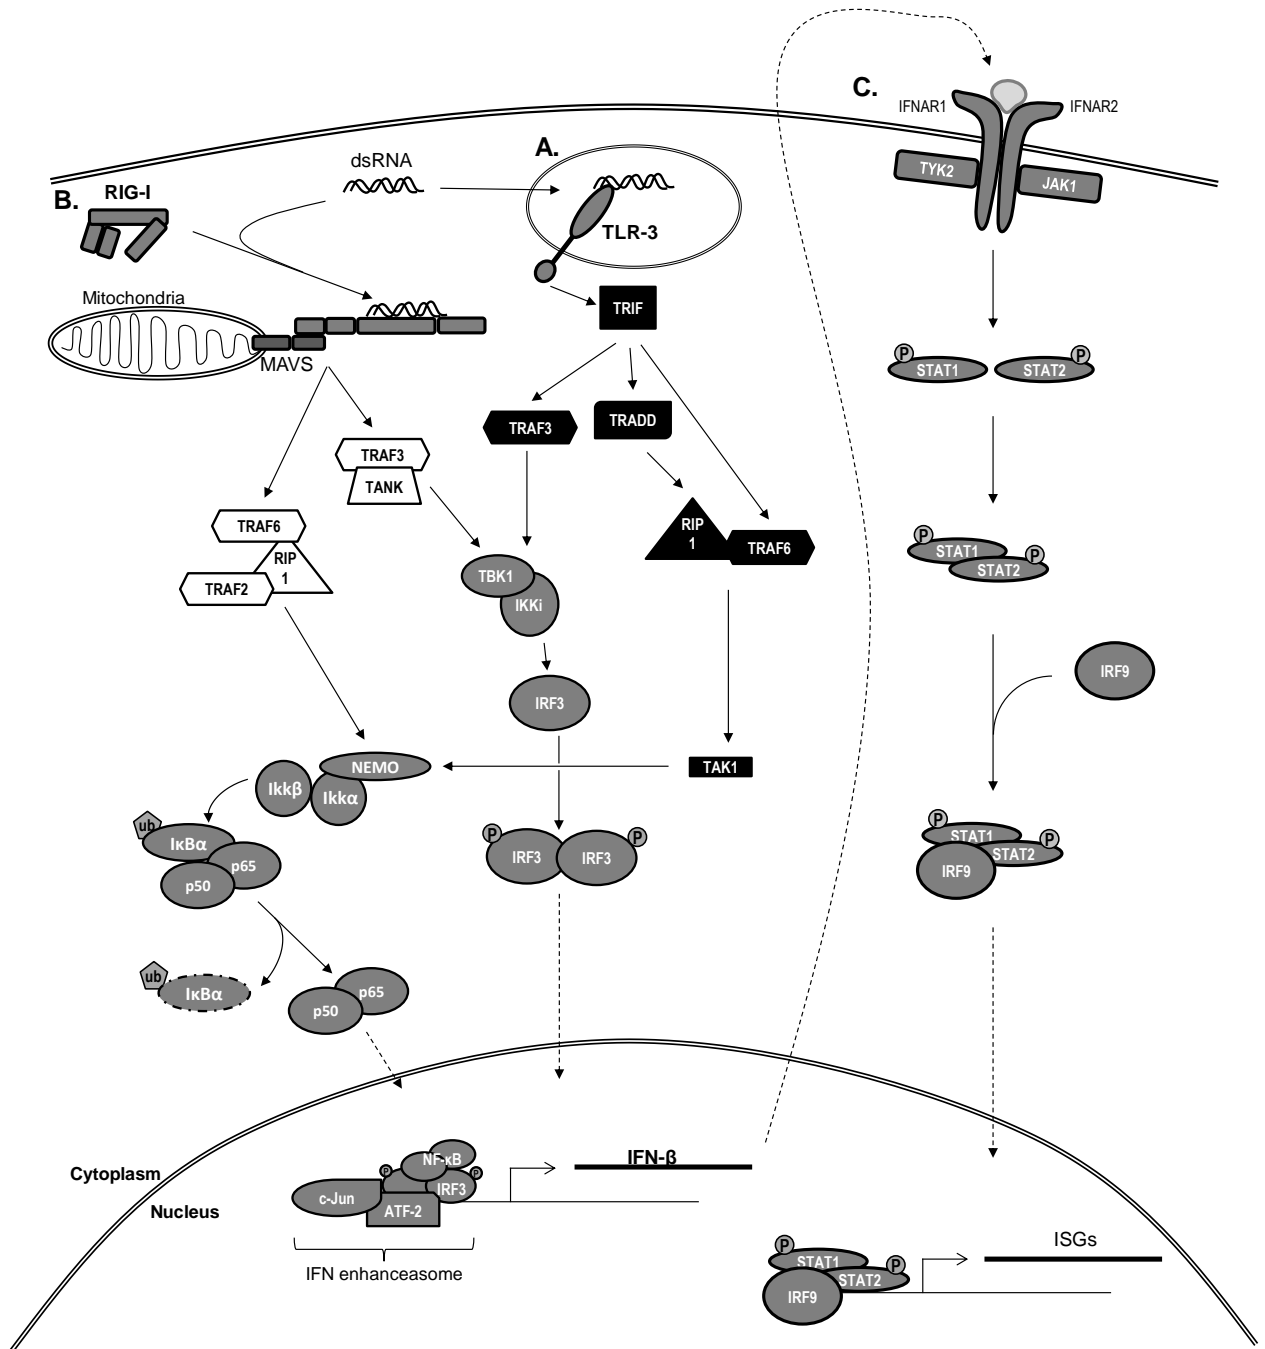 C.
IFNAR1
IFNAR2
TYK2
JAK1
A.
dsRNA
TLR-3
TRIF
B.
RIG-I
Mitochondria
MAVS
P
STAT1
P
STAT2
TRAF3
TANK
TRAF3
TRADD
RIP
1
TRAF6
TRAF6
RIP
1
TRAF2
TBK1
IKKi
P
STAT1
P
STAT2
IRF3
IRF9
NEMO
Ikkβ
Ikkα
TAK1
ub
IκBα
p65
p50
P
IRF3
IRF3
P
P
STAT1
P
STAT2
IRF9
ub
IκBα
p65
p50
Cytoplasm
Nucleus
c-Jun
ATF-2
P
NF-κB
IRF3
P
IFN enhanceasome
IFN-β
P
STAT1
P
STAT2
IRF9
ISGs